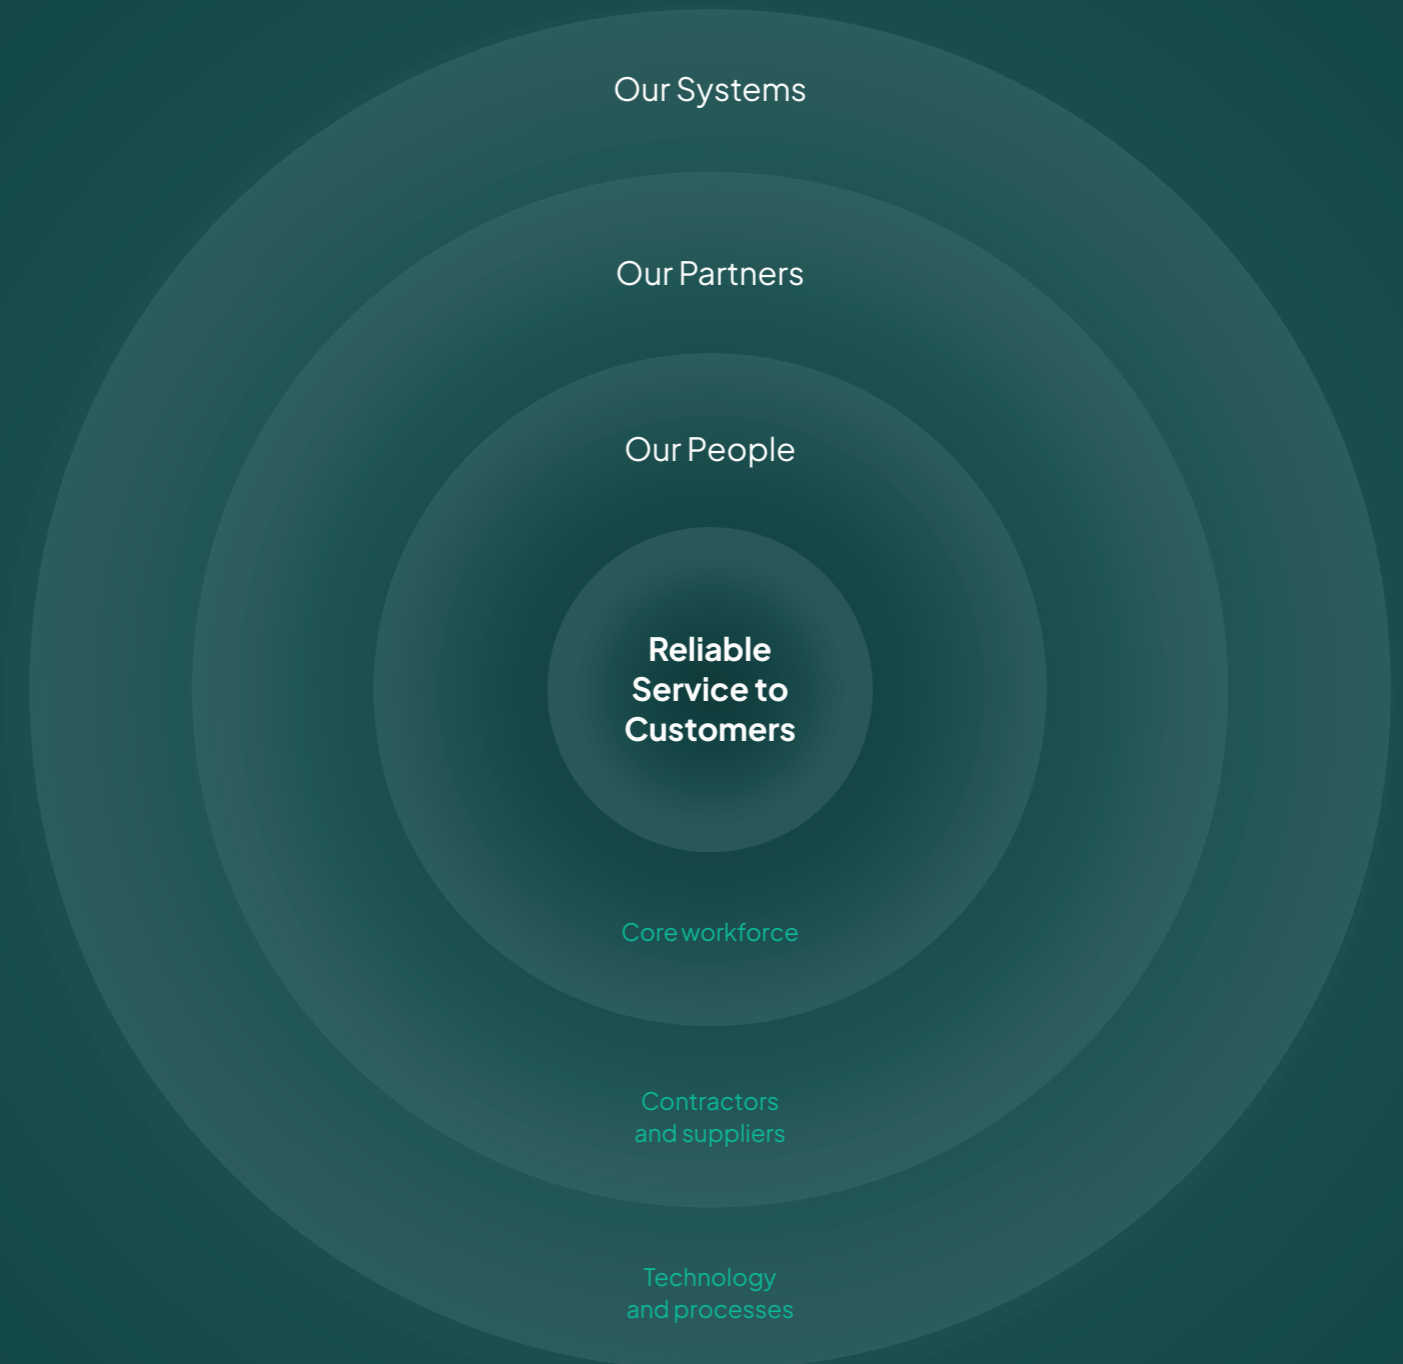 Our Systems
Our Partners
Our People
Reliable
Service to
Customers
Core workforce
Contractors
and suppliers
Technology
and processes